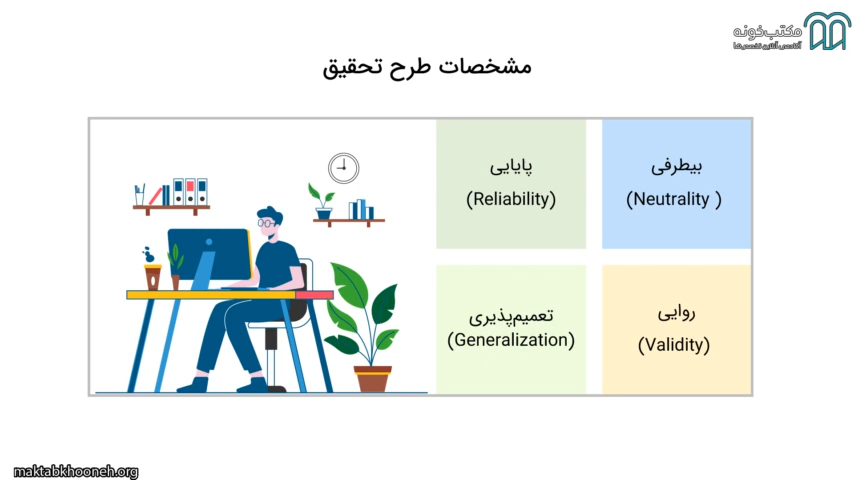 مکتب‌خونه
آکادمی آنلاین تخصص‌ها
مشخصات طرح تحقیق
بیطرفی
(Neutrality )
پایایی
(Reliability)
روایی
(Validity)
تعمیم‌پذیری
(Generalization)
maktabkhooneh.org